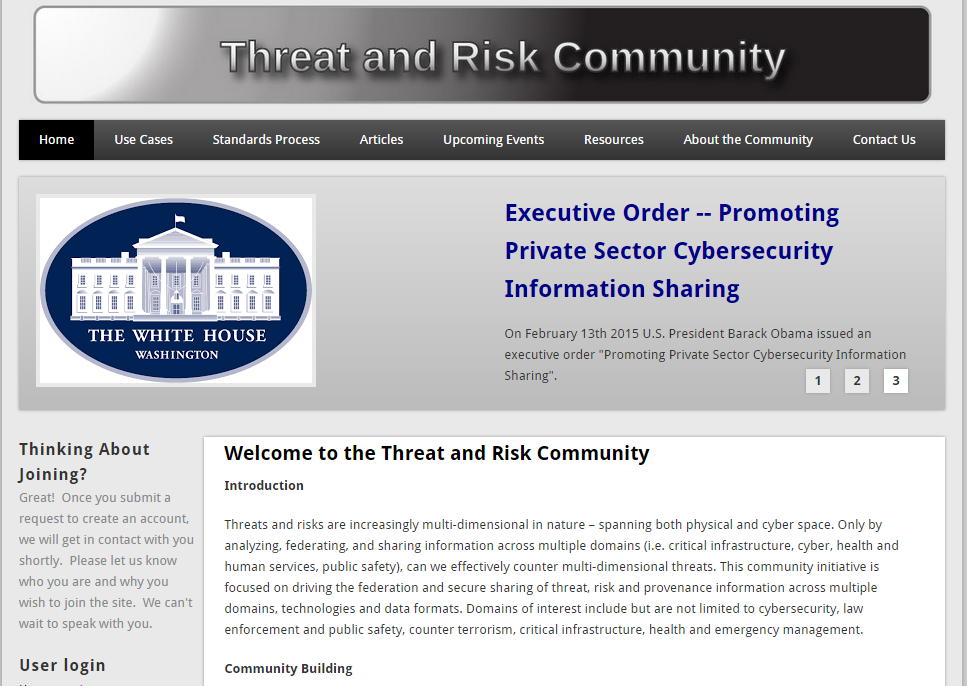 Threat and Risk Community
Home Use Cases Standards Process Articles Upcoming Events Resources About the Community Contact Us
THE WHITE HOUSE
WASHINGTON
Executive Order -- Promoting
Private Sector Cybersecurity
Information Sharing
On February 13th 2015 U.S. President Barack Obama issued an
executive order "Promoting Private Sector Cybersecurity Information
Sharing".
1 2 3
Thinking About
Joining?
Great!  Once you submit a
request to create an account,
we will get in contact with you
shortly.  Please let us know
who you are and why you
wish to join the site.  We can't
wait to speak with you.
User login
Welcome to the Threat and Risk Community
Introduction
Threats and risks are increasingly multi-dimensional in nature – spanning both physical and cyber space. Only by
analyzing, federating, and sharing information across multiple domains (i.e. critical infrastructure, cyber, health and
human services, public safety), can we effectively counter multi-dimensional threats. This community initiative is
focused on driving the federation and secure sharing of threat, risk and provenance information across multiple
domains, technologies and data formats. Domains of interest include but are not limited to cybersecurity, law
enforcement and public safety, counter terrorism, critical infrastructure, health and emergency management.
Community Building